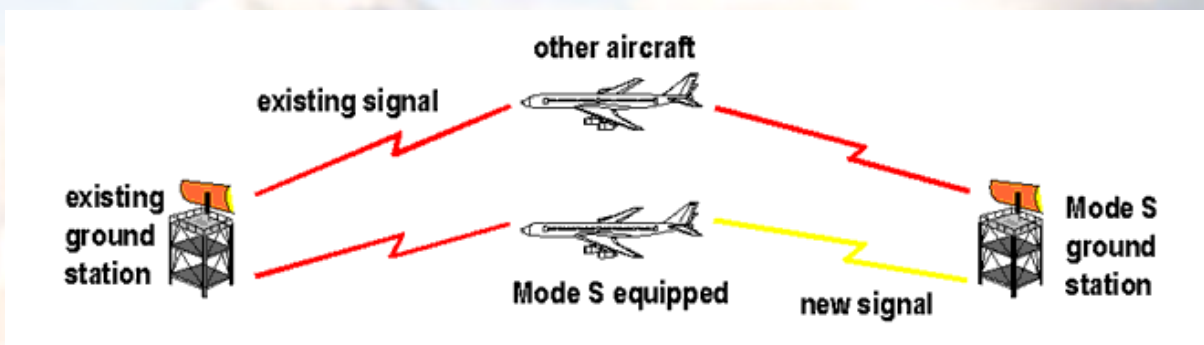 other aircraft
existing signal
existing
ground
station
Mode S
ground
station
Mode S equipped
new signal